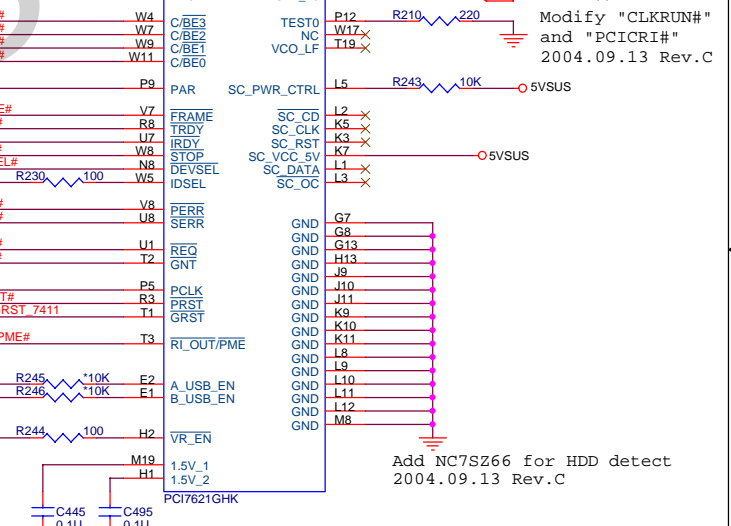 W4 C/BE3 TEST0 P12 R210 220 Modify "CLKRUN#"
W7 C/BE2 NC W17 and "PCICRI#"
W9 C/BE1 VCO_LF T19 2004.09.13 Rev.C
W11 C/BE0
P9 PAR SC_PWR_CTRL L5 R243 10K 5VSUS
E# V7 FRAME SC_CD L2
R8 TRDY SC_CLK K5
U7 IRDY SC_RST K3
W8 STOP SC_VCC_5V K7 5VSUS
EL# N8 DEVSEL SC_DATA L1
R230 100 W5 IDSEL SC_OC L3
V8 PERR
U8 SERR GND G7
GND G8
U1 REQ GND G13
T2 GNT GND H13
GND J9
P5 PCLK GND J10
T# R3 PRST GND J11
RST_7411 T1 GRST GND K9
GND K10
PME# T3 RI_OUT/PME GND K11
GND L8
GND L9
R245 *10K E2 A_USB_EN GND L10
R246 *10K E1 B_USB_EN GND L11
GND L12
GND M8
R244 100 H2 VR_EN
M19 1.5V_1 Add NC7SZ66 for HDD detect
H1 1.5V_2 2004.09.13 Rev.C
PCI7621GHK
C445 C495
0.1U 0.1U